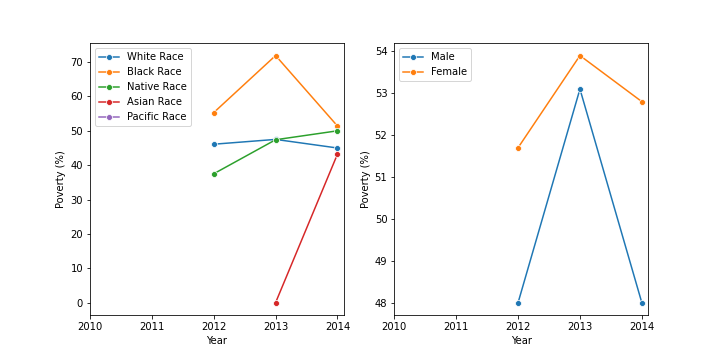 White Race
Black Race
Native Race
Asian Race
Pacific Race
70
60
50
40
30
20
10
0
Poverty (%)
2010 2011 2012 2013 2014
Year
Male
Female
54
53
52
51
50
49
48
Poverty (%)
2010 2011 2012 2013 2014
Year